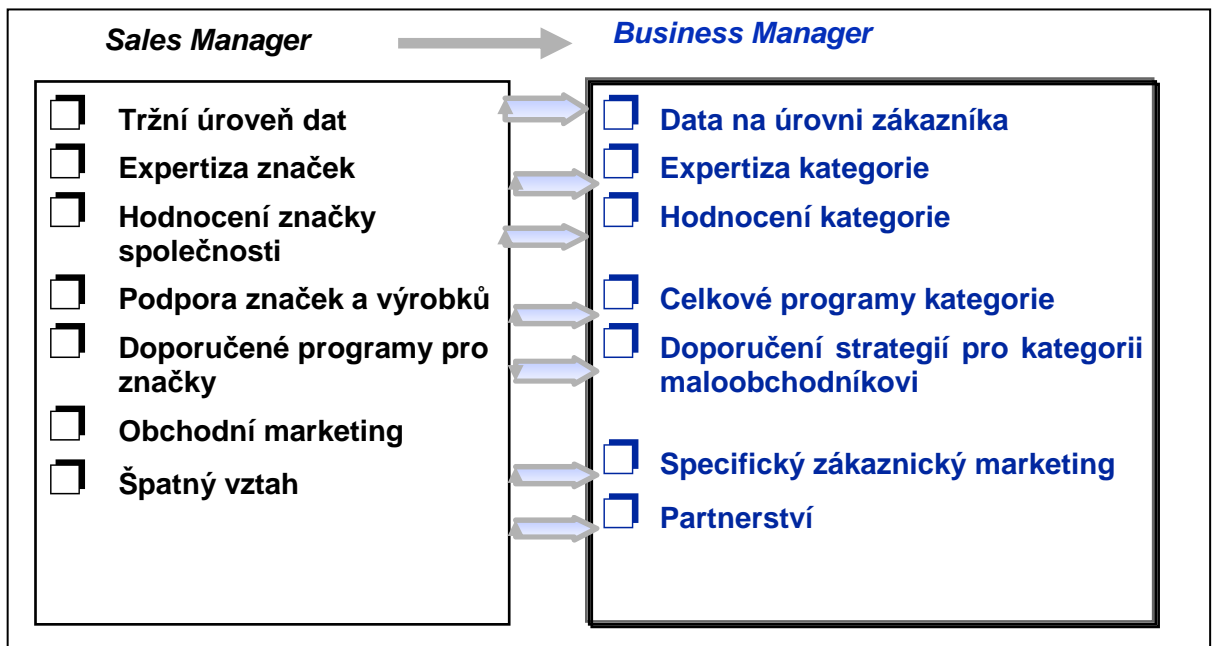 Sales Manager
Business Manager
Tržní úroveň dat
Expertiza značek
Hodnocení značky
společnosti
Podpora značek a výrobků
Doporučené programy pro
značky
Obchodní marketing
Špatný vztah
Data na úrovni zákazníka
Expertiza kategorie
Hodnocení kategorie
Celkové programy kategorie
Doporučení strategií pro kategorii
maloobchodníkovi
Specifický zákaznický marketing
Partnerství